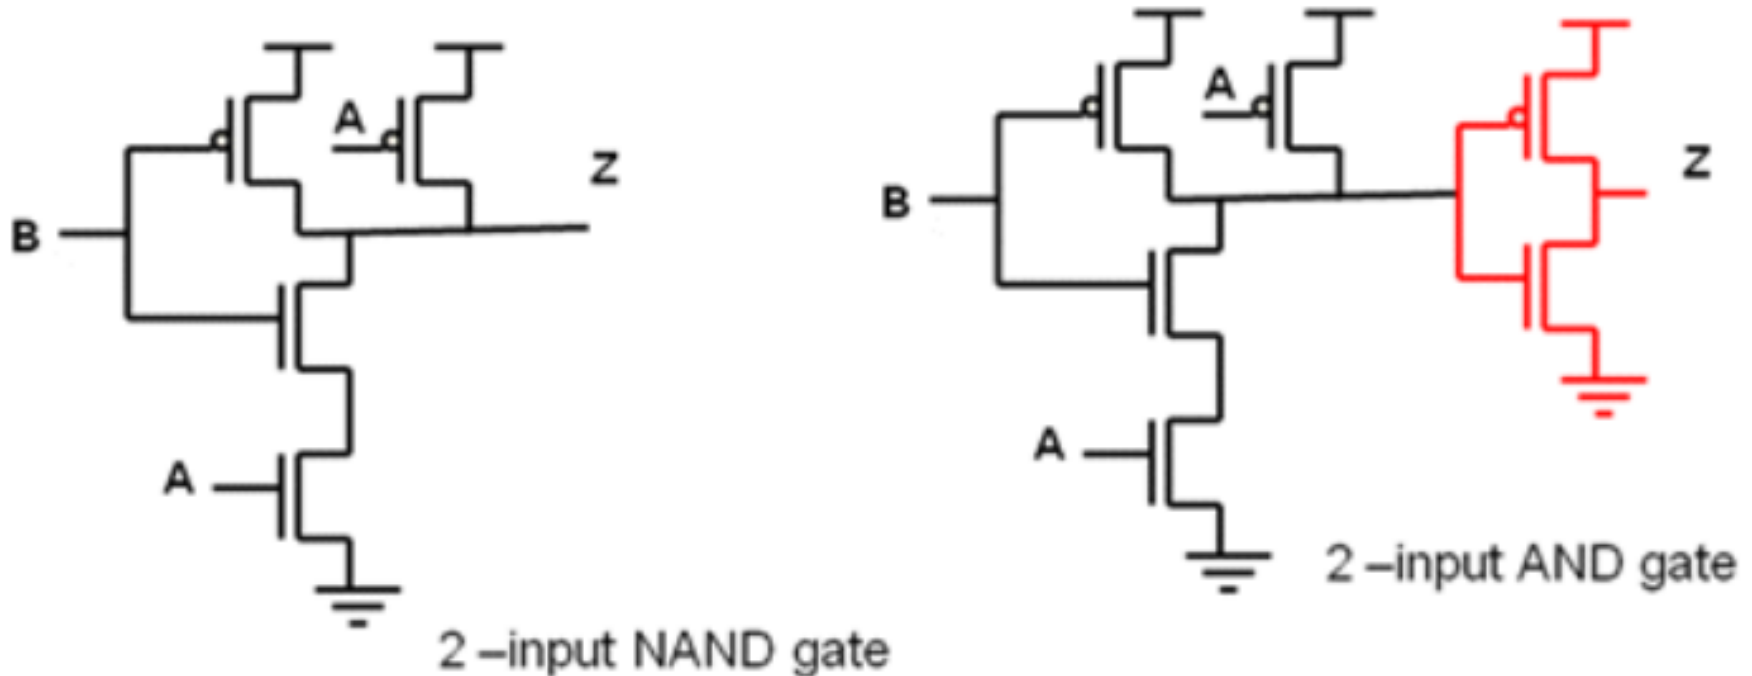 A
Z
B
A
2 –input NAND gate
A
Z
B
A
2 –input AND gate